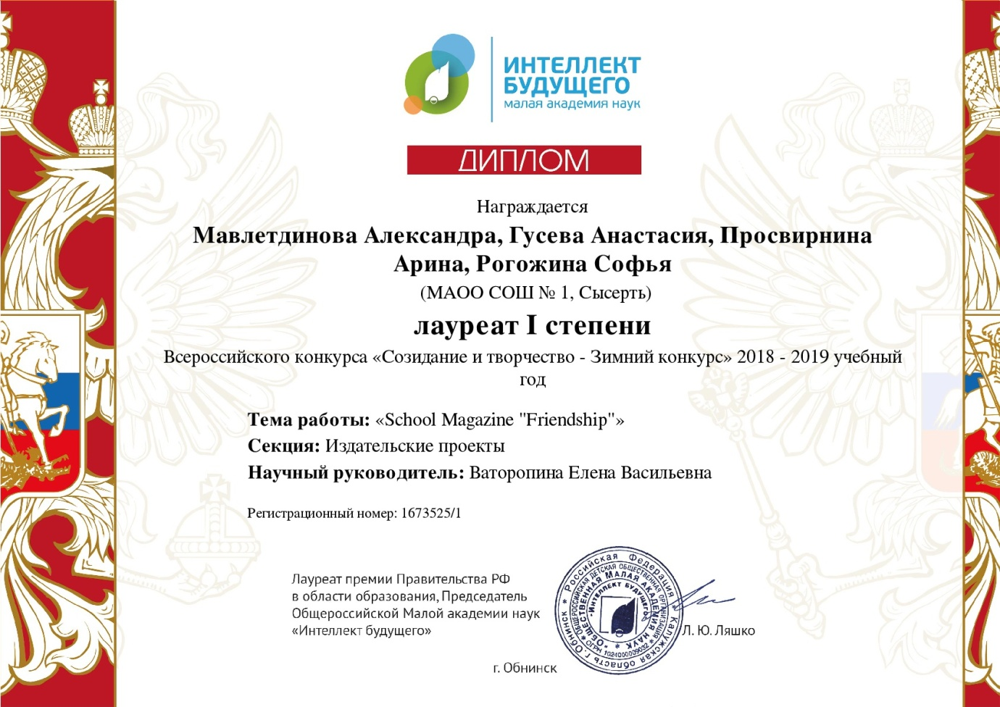 ИНТЕЛЛЕКТ
БУДУЩЕГО
малая академия наук
ДИПЛОМ
Награждается
Мавлетдинова Александра, Гусева Анастасия, Просвирнина
Арина, Рогожина Софья
(МАОО СОШ № 1, Сысерть)
лауреат I степени
Всероссийского конкурса «Созидание и творчество - Зимний конкурс» 2018 - 2019 учебный
год
Тема работы: «School Magazine "Friendship"»
Секция: Издательские проекты
Научный руководитель: Ваторопина Елена Васильевна
Регистрационный номер: 1673525/1
Лауреат премии Правительства РФ
в области образования, Председатель
Общероссийской Малой академии наук
«Интеллект будущего»
Л. Ю. Ляшко
г. Обнинск
* Российская Федерация * Калужская область г. Обнинск
* Общероссийская детская общественная организация * ОГРН 1024000009032
"Общественная Малая академия наук
"Интеллект будущего"